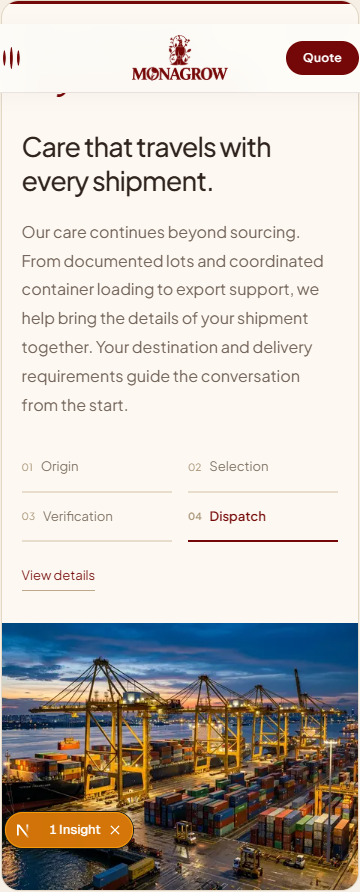 MONAGROW
Quote
Care that travels with
every shipment.
Our care continues beyond sourcing.
From documented lots and coordinated
container loading to export support, we
help bring the details of your shipment
together. Your destination and delivery
requirements guide the conversation
from the start.
01 Origin
02 Selection
03 Verification
04 Dispatch
View details
N 1 Insight ×